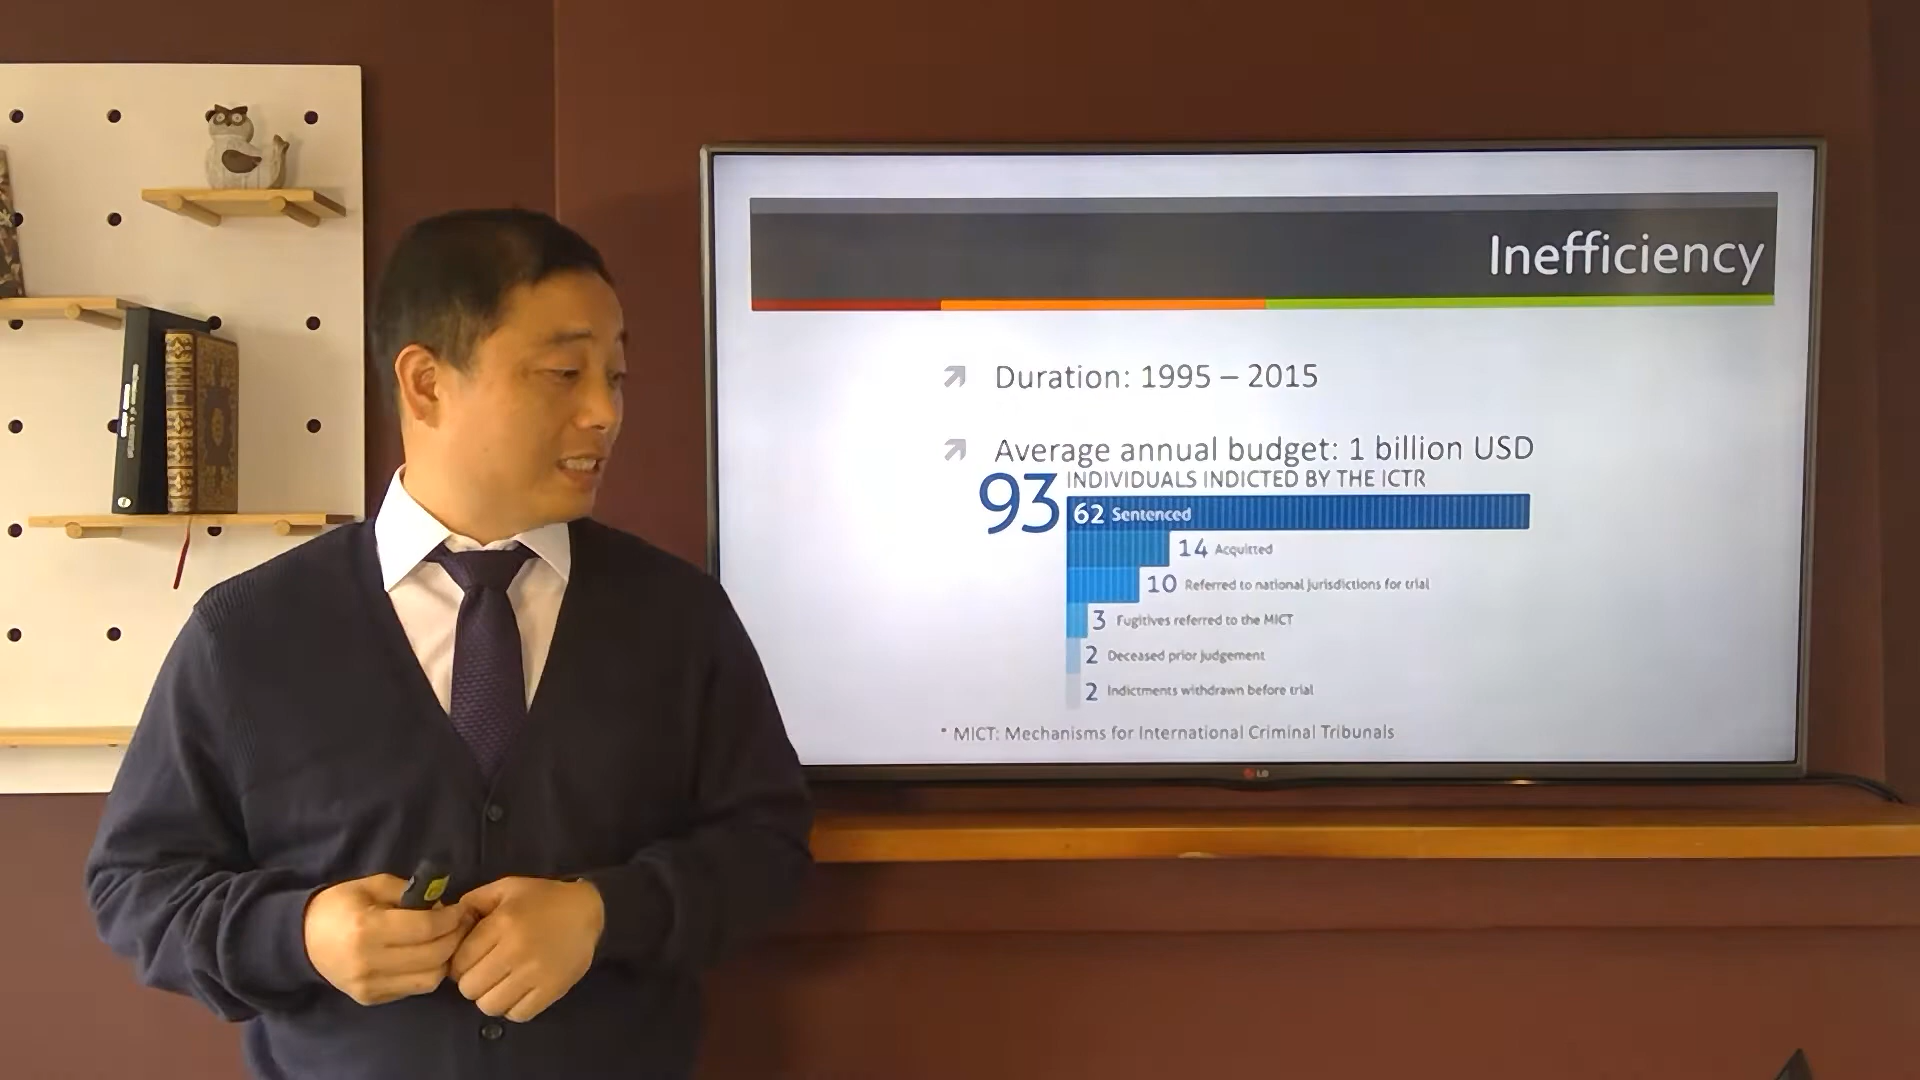 Inefficiency
Duration: 1995 – 2015
Average annual budget: 1 billion USD
93 INDIVIDUALS INDICTED BY THE ICTR
62 Sentenced
14 Acquitted
10 Referred to national jurisdictions for trial
3 Fugitives referred to the MICT
2 Deceased prior judgement
2 Indictments withdrawn before trial
* MICT: Mechanisms for International Criminal Tribunals
LG